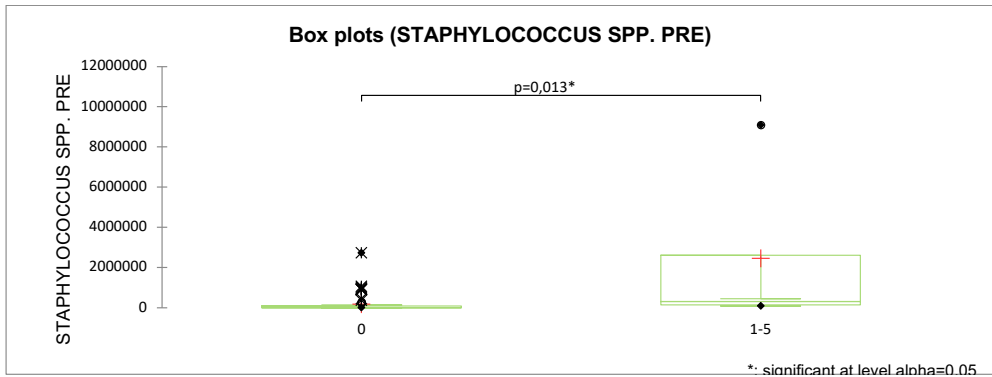 Box plots (STAPHYLOCOCCUS SPP. PRE)
STAPHYLOCOCCUS SPP. PRE
12000000
10000000
8000000
6000000
4000000
2000000
0
p=0,013*
0
1-5
*: significant at level alpha=0.05